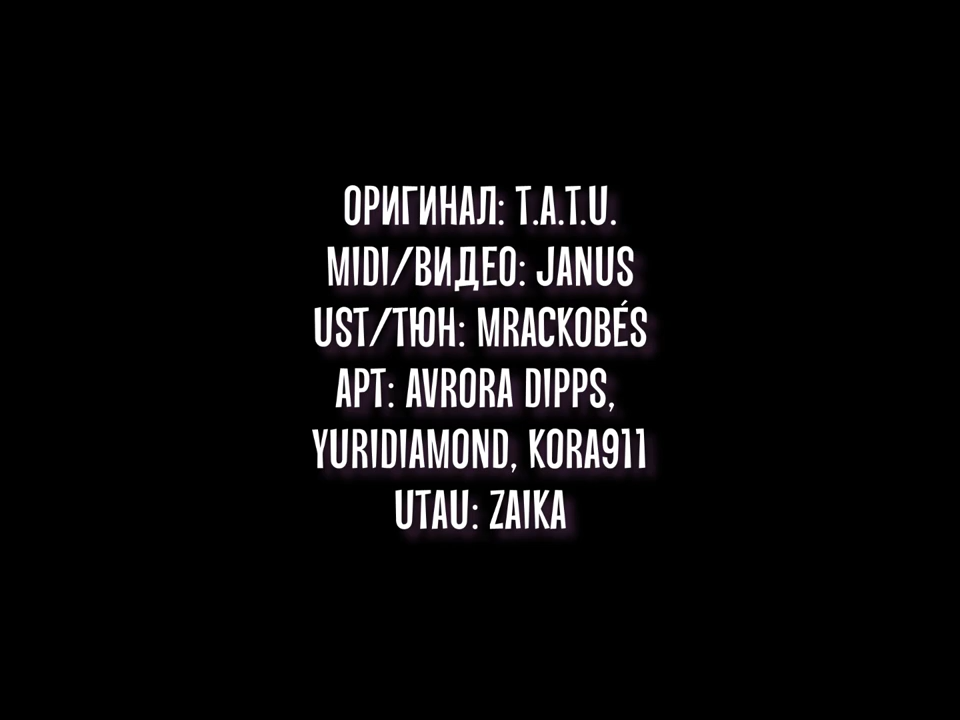 ОРИГИНАЛ: T.A.T.U.
MIDI/ВИДЕО: JANUS
UST/ТЮН: MRACKOBÉS
АРТ: AVRORA DIPPS,
YURIDIAMOND, KORA911
UTAU: ZAIKA